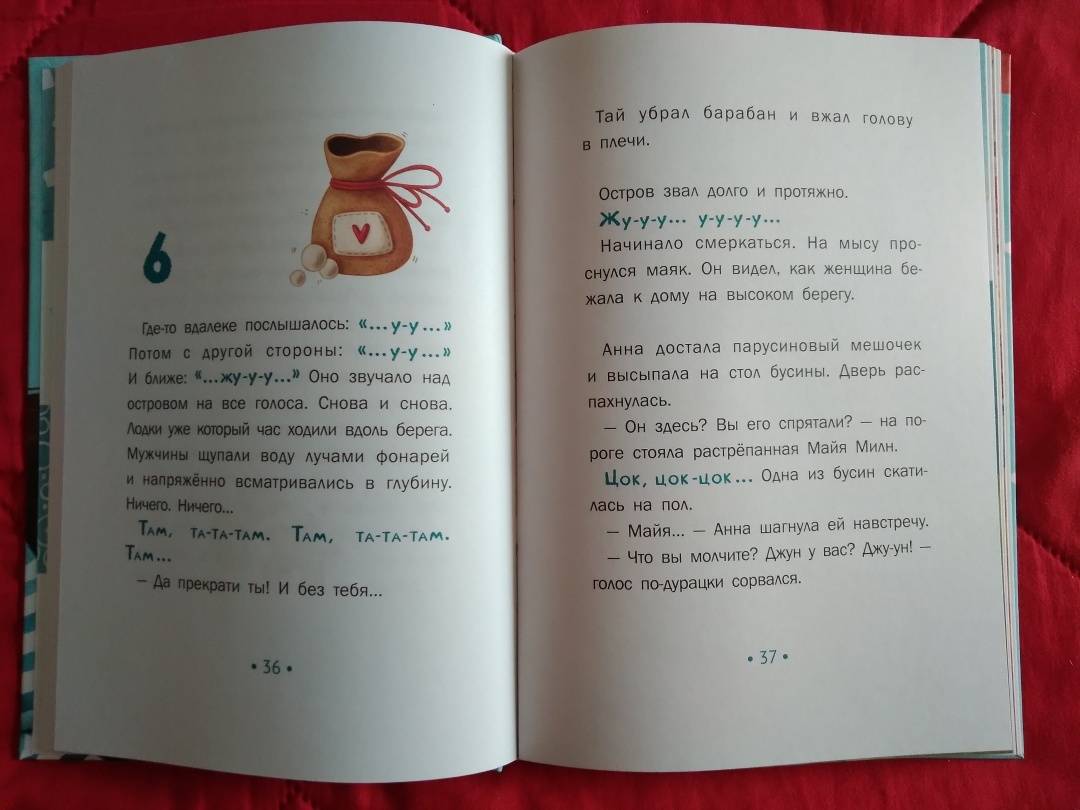 6
Где-то вдалеке послышалось: «...у-у...»
Потом с другой стороны: «...у-у...»
И ближе: «...жу-у-у...» Оно звучало над
островом на все голоса. Снова и снова.
Лодки уже который час ходили вдоль берега.
Мужчины щупали воду лучами фонарей
и напряжённо всматривались в глубину.
Ничего. Ничего...
Там, та-та-там. Там, та-та-там.
Там...
– Да прекрати ты! И без тебя...
• 36 •
Тай убрал барабан и вжал голову
в плечи.
Остров звал долго и протяжно.
Жу-у-у... у-у-у-у...
Начинало смеркаться. На мысу про-
снулся маяк. Он видел, как женщина бе-
жала к дому на высоком берегу.
Анна достала парусиновый мешочек
и высыпала на стол бусины. Дверь рас-
пахнулась.
– Он здесь? Вы его спрятали? – на по-
роге стояла растрёпанная Майя Милн.
Цок, цок-цок... Одна из бусин скати-
лась на пол.
– Майя... – Анна шагнула ей навстречу.
– Что вы молчите? Джун у вас? Джу-ун! –
голос по-дурацки сорвался.
• 37 •